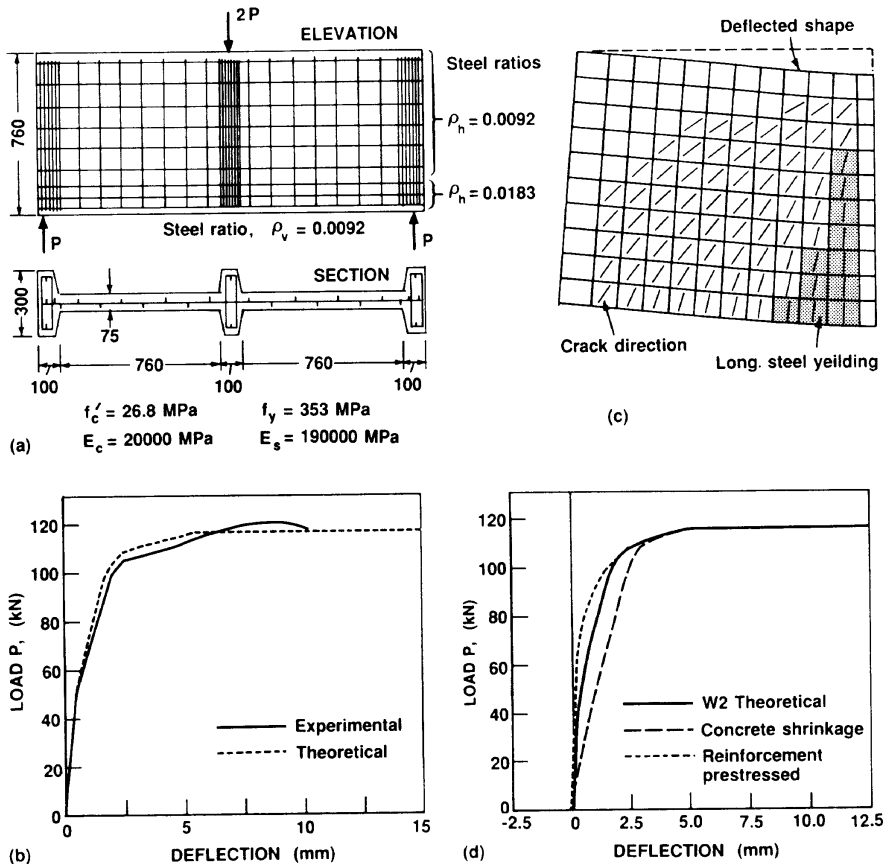 2P
ELEVATION
Steel ratios
760
ρh = 0.0092
ρh = 0.0183
P
Steel ratio, ρv = 0.0092
P
SECTION
300
75
760
760
100
100
100
fc′ = 26.8 MPa
fy = 353 MPa
(a)
Ec = 20000 MPa
Es = 190000 MPa
Deflected shape
Crack direction
Long. steel yeilding
(c)
LOAD P, (kN)
120
100
80
60
40
20
0
Experimental
Theoretical
0
5
10
15
(b)
DEFLECTION (mm)
LOAD P, (kN)
120
100
80
60
40
20
0
W2 Theoretical
Concrete shrinkage
Reinforcement
prestressed
-2.5
0
2.5
5.0
7.5
10.0
12.5
(d)
DEFLECTION (mm)